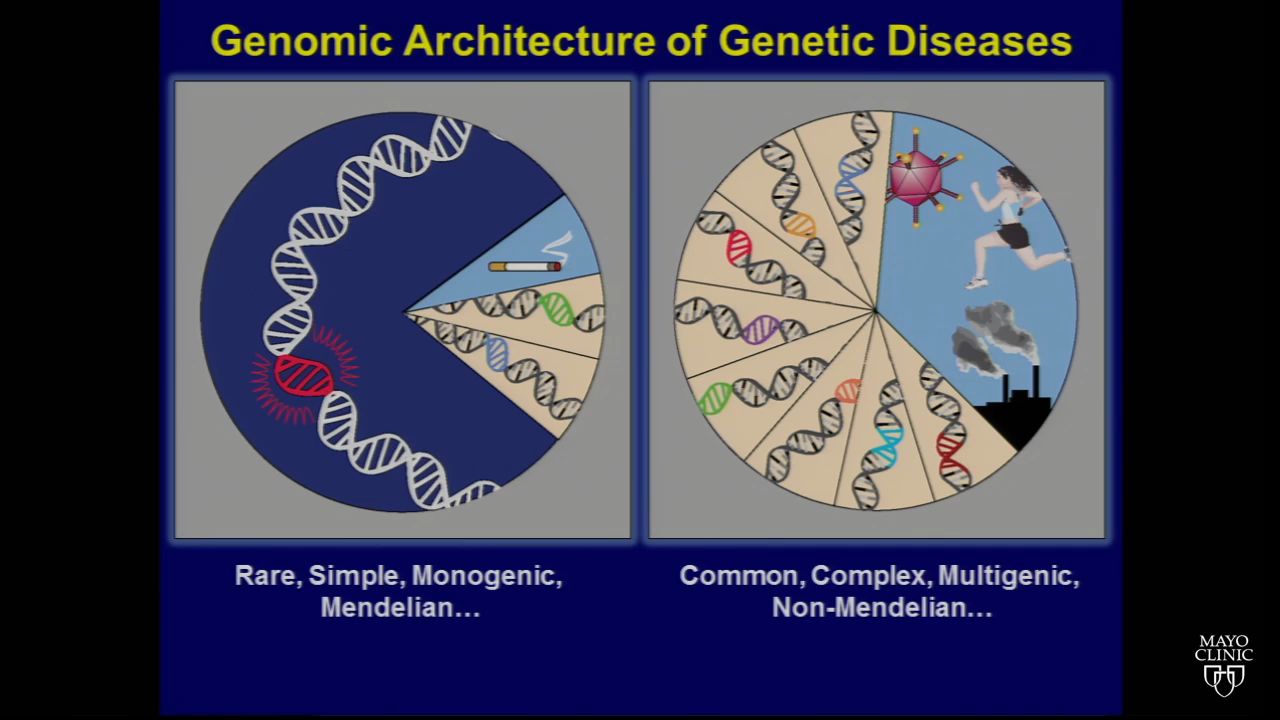 Genomic Architecture of Genetic Diseases
Rare, Simple, Monogenic,
Mendelian…
Common, Complex, Multigenic,
Non-Mendelian…
MAYO
CLINIC